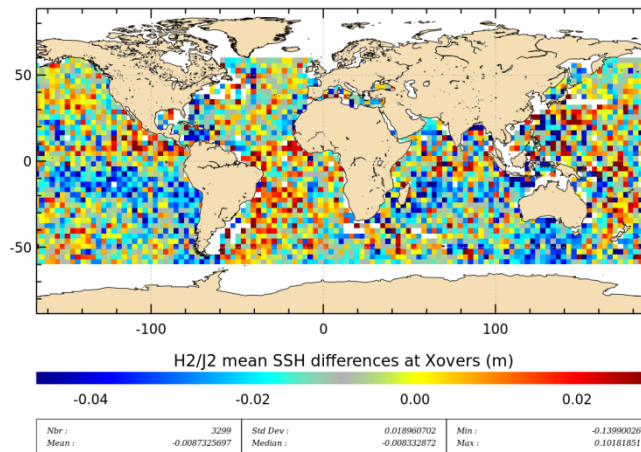 50
0
-50
-100 0 100
H2/J2 mean SSH differences at Xovers (m)
-0.04 -0.02 0.00 0.02
Nbr : 3299 Std Dev : 0.018960702 Min : -0.13990026
Mean : -0.0087325697 Median : -0.008332872 Max : 0.10181851